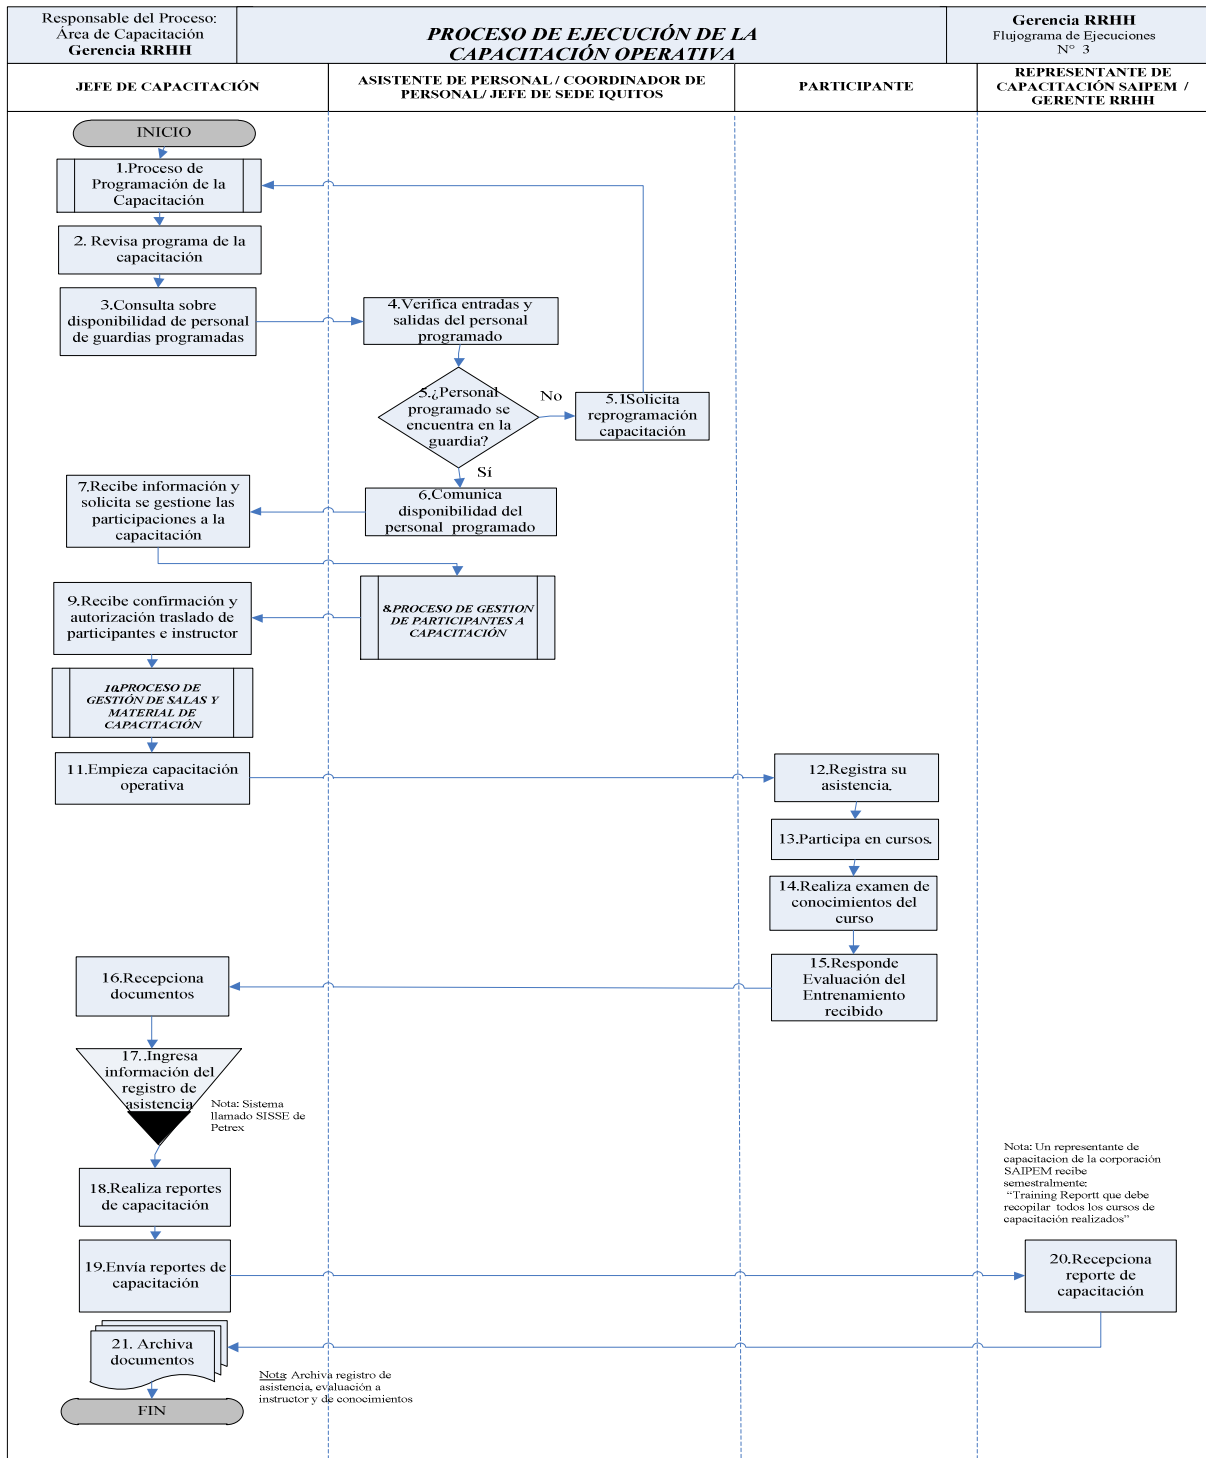 Responsable del Proceso:
Área de Capacitación
Gerencia RRHH
PROCESO DE EJECUCIÓN DE LA
CAPACITACIÓN OPERATIVA
Gerencia RRHH
Flujograma de Ejecuciones
N° 3
JEFE DE CAPACITACIÓN
ASISTENTE DE PERSONAL / COORDINADOR DE
PERSONAL/ JEFE DE SEDE IQUITOS
PARTICIPANTE
REPRESENTANTE DE
CAPACITACIÓN SAIPEM /
GERENTE RRHH
INICIO
1.Proceso de
Programación de la
Capacitación
2. Revisa programa de la
capacitación
3.Consulta sobre
disponibilidad de personal
de guardias programadas
4.Verifica entradas y
salidas del personal
programado
5.¿Personal
programado se
encuentra en la
guardia?
No
5.1Solicita
reprogramación
capacitación
Sí
6.Comunica
disponibilidad del
personal programado
7.Recibe información y
solicita se gestione las
participaciones a la
capacitación
8.PROCESO DE GESTION
DE PARTICIPANTES A
CAPACITACIÓN
9.Recibe confirmación y
autorización traslado de
participantes e instructor
10.PROCESO DE
GESTIÓN DE SALAS Y
MATERIAL DE
CAPACITACIÓN
11.Empieza capacitación
operativa
12.Registra su
asistencia.
13.Participa en cursos.
14.Realiza examen de
conocimientos del
curso
15.Responde
Evaluación del
Entrenamiento
recibido
16.Recepciona
documentos
17..Ingresa
información del
registro de
asistencia
Nota: Sistema
llamado SISSE de
Petrex
18.Realiza reportes
de capacitación
19.Envía reportes de
capacitación
Nota: Un representante de
capacitacion de la corporación
SAIPEM recibe
semestralmente:
“Training Reportt que debe
recopilar todos los cursos de
capacitación realizados”
20.Recepciona
reporte de
capacitación
21. Archiva
documentos
Nota: Archiva registro de
asistencia, evaluación a
instructor y de conocimientos
FIN